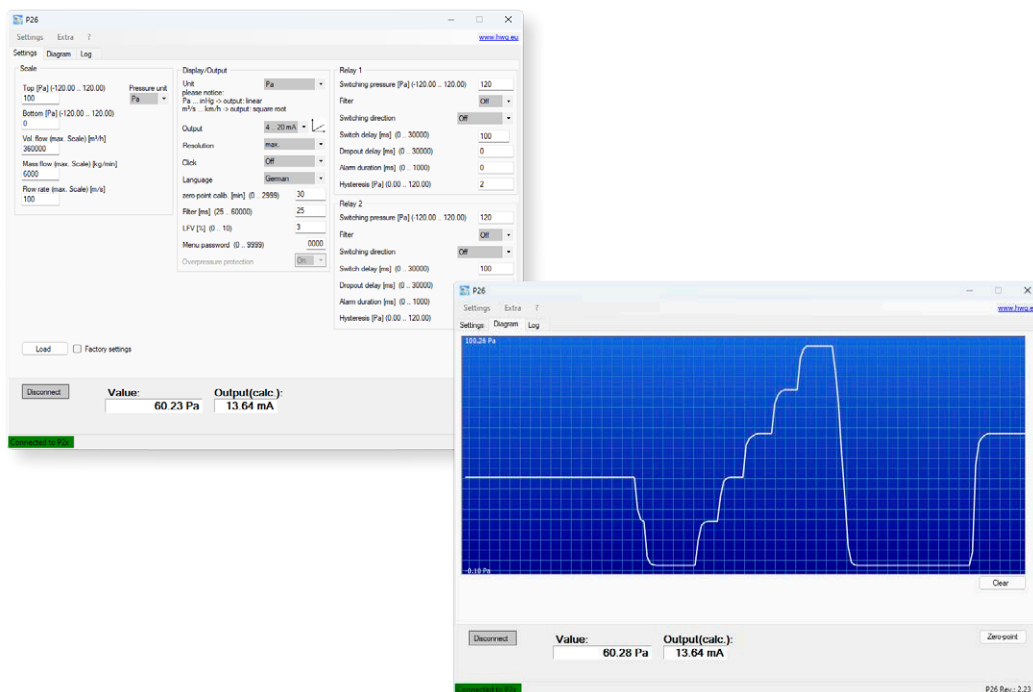 P26
Settings Extra ?
www.hwg.eu
Settings Diagram Log
Scale
Top [Pa] (-120.00 .. 120.00) Pressure unit
100 Pa
Bottom [Pa] (-120.00 .. 120.00)
0
Vol. flow (max. Scale) [m³/h]
360000
Mass flow (max. Scale) [kg/min]
6000
Flow rate (max. Scale) [m/s]
100
Display/Output
Unit Pa
please notice:
Pa ... inHg -> output: linear
m³/s ... km/h -> output: square root
Output 4 .. 20 mA
Resolution max.
Click Off
Language German
zero point calib. [min] (0 .. 2999) 30
Filter [ms] (25 .. 60000) 25
LFV [%] (0 .. 10) 3
Menu password (0 .. 9999) 0000
Overpressure protection On
Relay 1
Switching pressure [Pa] (-120.00 .. 120.00) 120
Filter Off
Switching direction Off
Switch delay [ms] (0 .. 30000) 100
Dropout delay [ms] (0 .. 30000) 0
Alarm duration [ms] (0 .. 1000) 0
Hysteresis [Pa] (0.00 .. 120.00) 2
Relay 2
Switching pressure [Pa] (-120.00 .. 120.00) 120
Filter Off
Switching direction Off
Switch delay [ms] (0 .. 30000) 100
Dropout delay [ms] (0 .. 30000)
Alarm duration [ms] (0 .. 1000)
Hysteresis [Pa] (0.00 .. 120.00)
Load Factory settings
Disconnect
Value: Output(calc.):
60.23 Pa 13.64 mA
Connected to P2x
P26
Settings Extra ?
www.hwg.e
Settings Diagram Log
100.26 Pa
-0.10 Pa
Clear
Disconnect
Value: Output(calc.):
60.28 Pa 13.64 mA
Zero-point
Connected to P2x
P26 Rev.: 2.23